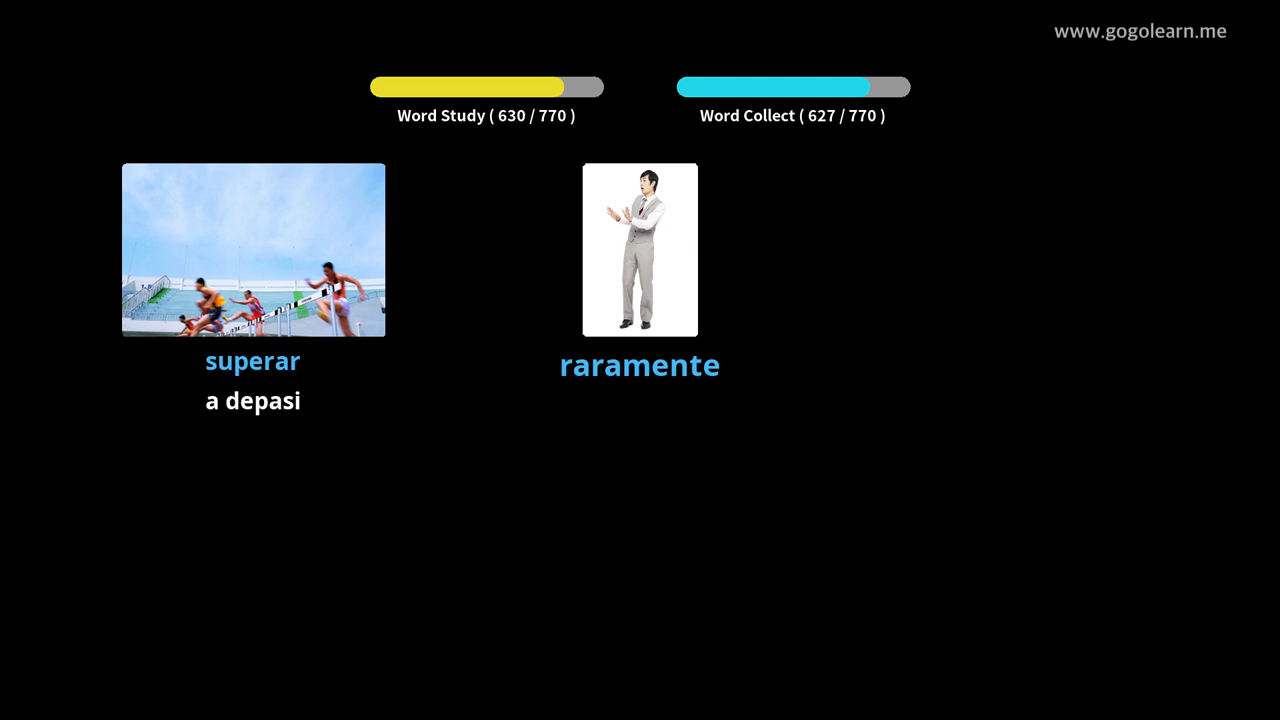 www.gogolearn.me
Word Study ( 630 / 770 )
Word Collect ( 627 / 770 )
superar
a depasi
raramente